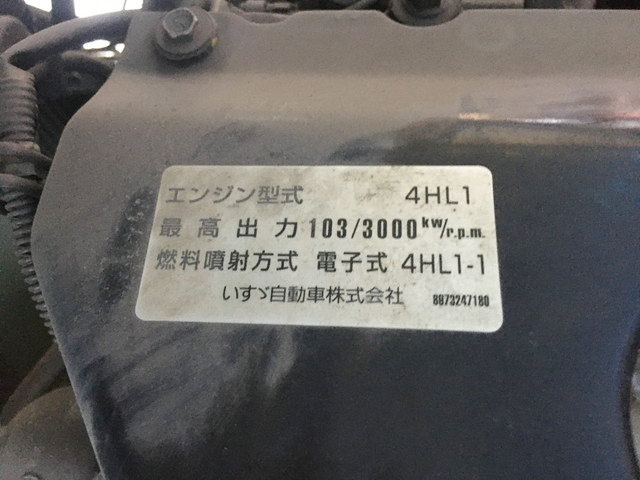 エンジン型式 4HL1
最高出力 103/3000 kw/r.p.m.
燃料噴射方式 電子式 4HL1-1
いすゞ自動車株式会社 8973247180